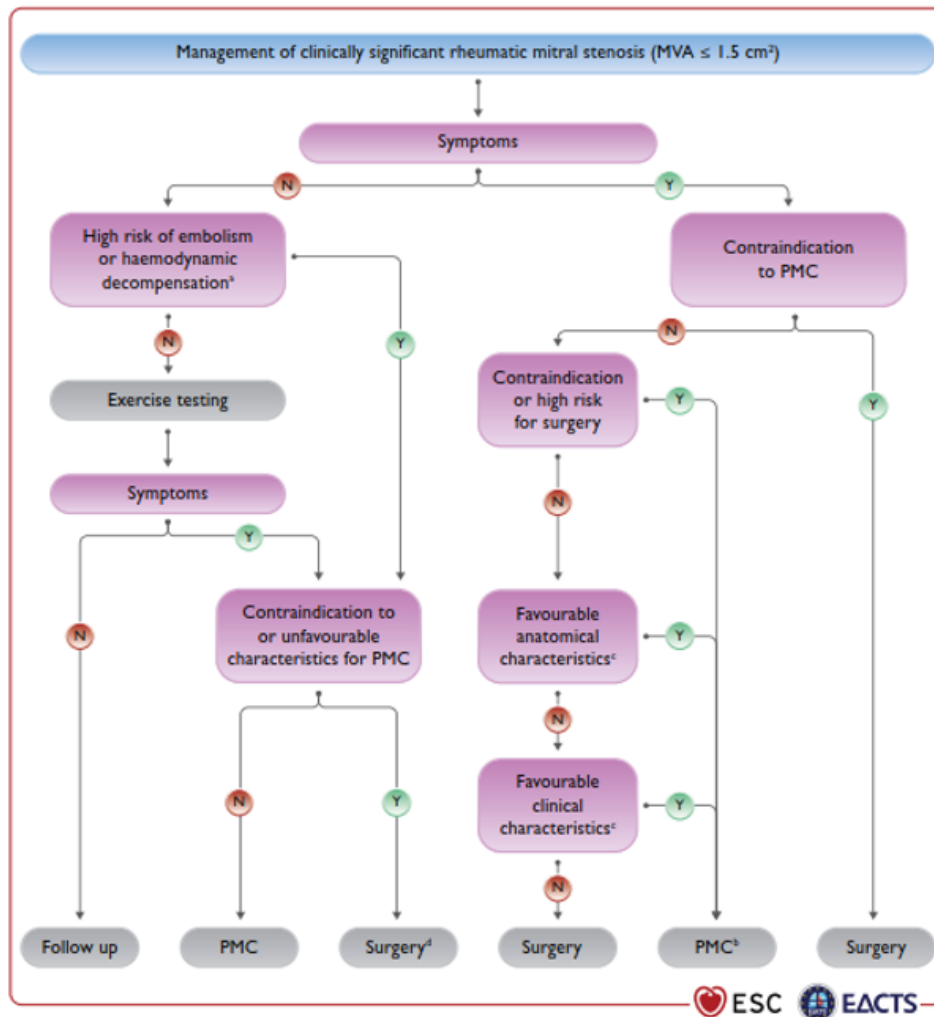 Management of clinically significant rheumatic mitral stenosis (MVA ≤ 1.5 cm²)
Symptoms
N
Y
High risk of embolism
or haemodynamic
decompensationᵃ
Contraindication
to PMC
N
Y
N
Y
Exercise testing
Contraindication
or high risk
for surgery
Y
Symptoms
N
Y
N
Contraindication to
or unfavourable
characteristics for PMC
Favourable
anatomical
characteristicsᶜ
Y
N
N
Y
Favourable
clinical
characteristicsᶜ
Y
N
Follow up
PMC
Surgeryᵈ
Surgery
PMCᵇ
Surgery
ESC
EACTS